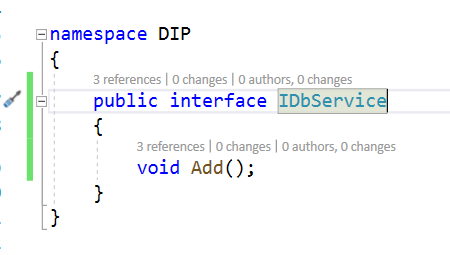 namespace DIP
{
3 references | 0 changes | 0 authors, 0 changes
public interface IDbService
{
3 references | 0 changes | 0 authors, 0 changes
void Add();
}
}